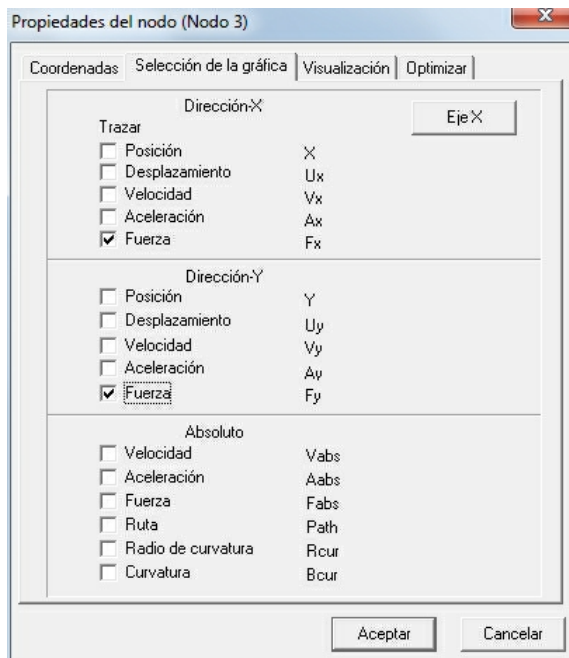 Propiedades del nodo (Nodo 3)
Coordenadas Selección de la gráfica Visualización Optimizar
Dirección-X
Eje X
Trazar
Posición X
Desplazamiento Ux
Velocidad Vx
Aceleración Ax
Fuerza Fx
Dirección-Y
Posición Y
Desplazamiento Uy
Velocidad Vy
Aceleración Ay
Fuerza Fy
Absoluto
Velocidad Vabs
Aceleración Aabs
Fuerza Fabs
Ruta Path
Radio de curvatura Rcur
Curvatura Bcur
Aceptar Cancelar